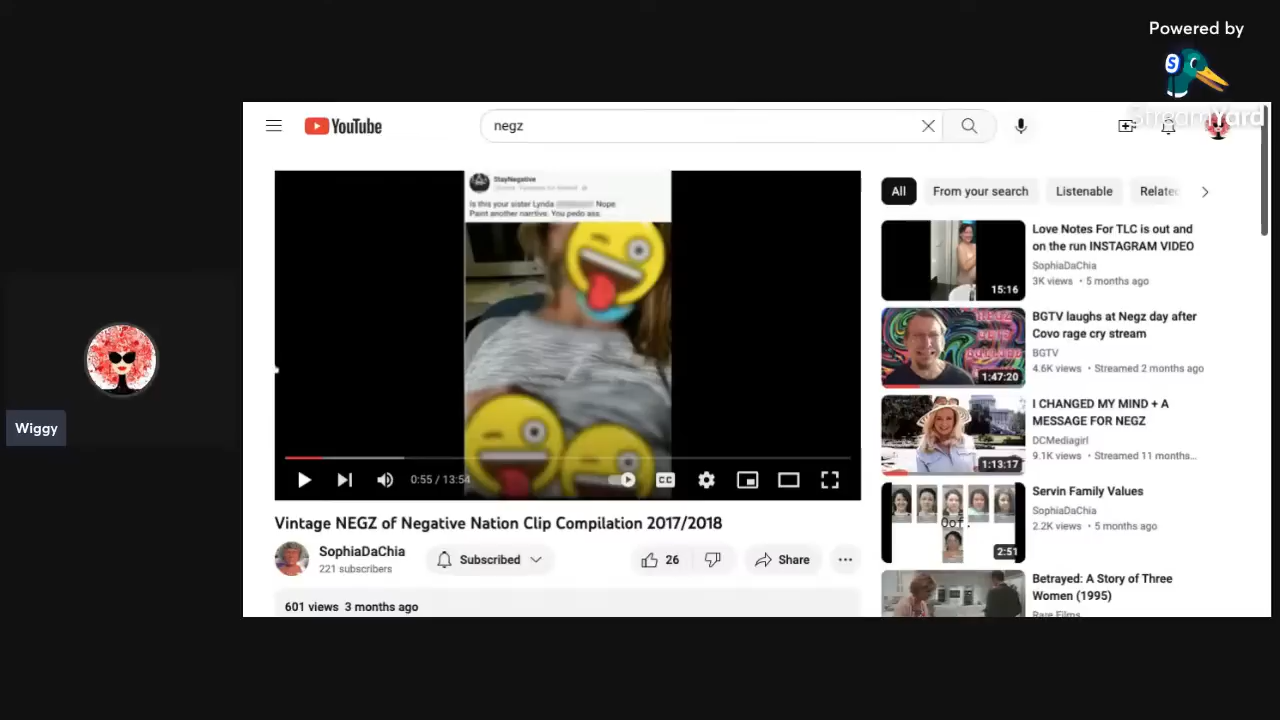 Powered by
StreamYard
YouTube
negz
StayNegative
Is this your sister Lynda Nope.
Paint another narrtive. You pedo ass.
0:55 / 13:54
CC
Vintage NEGZ of Negative Nation Clip Compilation 2017/2018
SophiaDaChia
221 subscribers
Subscribed
26
Share
601 views 3 months ago
All
From your search
Listenable
Love Notes For TLC is out and
on the run INSTAGRAM VIDEO
SophiaDaChia
3K views • 5 months ago
15:16
BGTV laughs at Negz day after
Covo rage cry stream
BGTV
4.6K views • Streamed 2 months ago
1:47:20
I CHANGED MY MIND + A
MESSAGE FOR NEGZ
DCMediagirl
9.1K views • Streamed 11 months...
1:13:17
Servin Family Values
SophiaDaChia
2.2K views • 5 months ago
Oof.
2:51
Betrayed: A Story of Three
Women (1995)
Rare Films
Wiggy